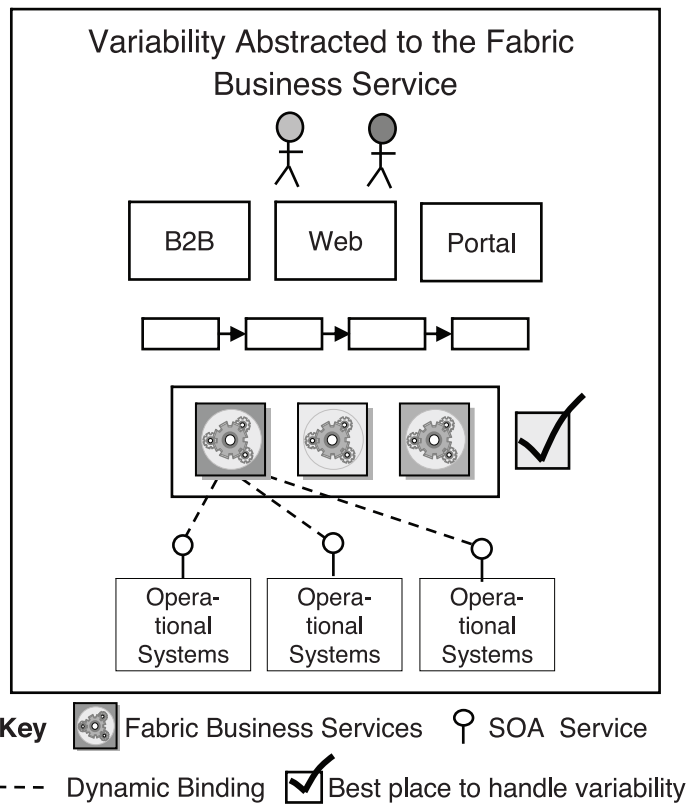 Variability Abstracted to the Fabric
Business Service
B2B Web Portal
Opera- Opera- Opera-
tional tional tional
Systems Systems Systems
Key Fabric Business Services SOA Service
Dynamic Binding Best place to handle variability